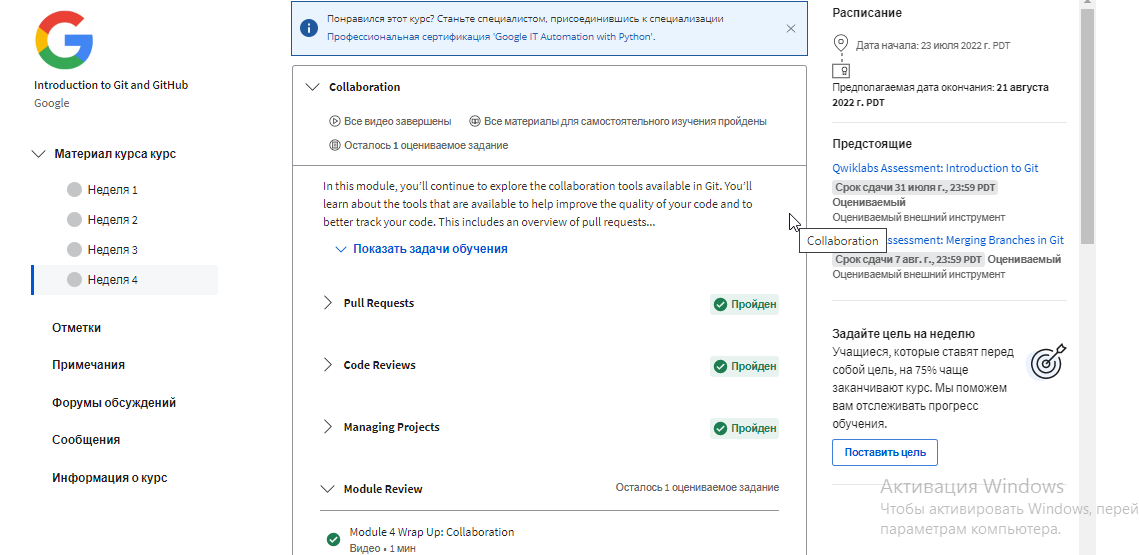 Introduction to Git and GitHub
Google
Материал курса курс
Неделя 1
Неделя 2
Неделя 3
Неделя 4
Отметки
Примечания
Форумы обсуждений
Сообщения
Информация о курс
Понравился этот курс? Станьте специалистом, присоединившись к специализации
Профессиональная сертификация 'Google IT Automation with Python'.
Collaboration
Все видео завершены
Все материалы для самостоятельного изучения пройдены
Осталось 1 оцениваемое задание
In this module, you’ll continue to explore the collaboration tools available in Git. You’ll
learn about the tools that are available to help improve the quality of your code and to
better track your code. This includes an overview of pull requests...
Показать задачи обучения
Pull Requests
Пройден
Code Reviews
Пройден
Managing Projects
Пройден
Module Review
Осталось 1 оцениваемое задание
Module 4 Wrap Up: Collaboration
Видео • 1 мин
Расписание
Дата начала: 23 июля 2022 г. PDT
Предполагаемая дата окончания: 21 августа
2022 г. PDT
Предстоящие
Qwiklabs Assessment: Introduction to Git
Срок сдачи 31 июля г., 23:59 PDT
Оцениваемый
Оцениваемый внешний инструмент
Collaboration
ssessment: Merging Branches in Git
Срок сдачи 7 авг. г., 23:59 PDT Оцениваемый
Оцениваемый внешний инструмент
Задайте цель на неделю
Учащиеся, которые ставят перед
собой цель, на 75% чаще
заканчивают курс. Мы поможем
вам отслеживать прогресс
обучения.
Поставить цель
Активация Windows
Чтобы активировать Windows, перей
параметрам компьютера.